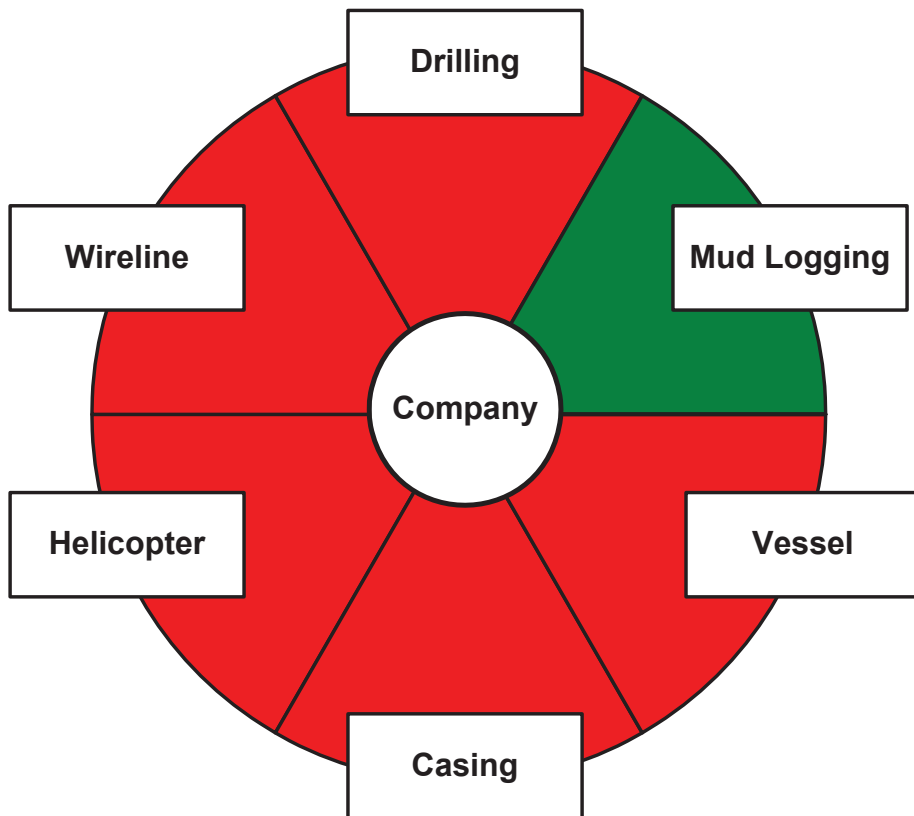 Drilling
Wireline
Mud Logging
Company
Helicopter
Vessel
Casing